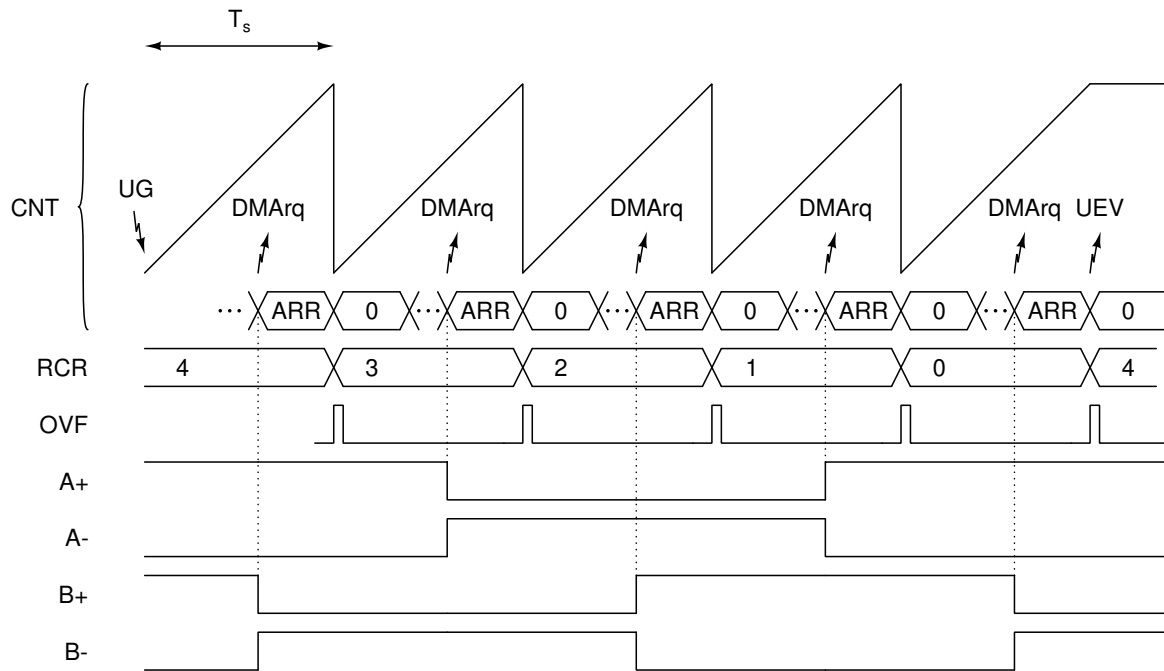 Ts
UG
CNT
DMArq DMArq DMArq DMArq DMArq UEV
··· ARR 0 ··· ARR 0 ··· ARR 0 ··· ARR 0 ··· ARR 0
RCR 4 3 2 1 0 4
OVF
A+
A-
B+
B-